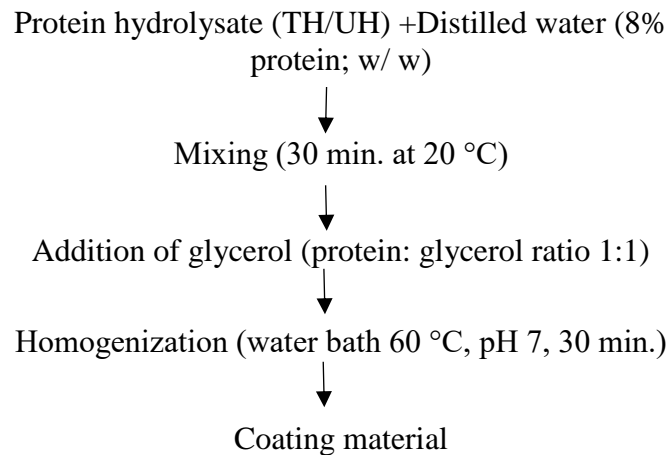 Protein hydrolysate (TH/UH) +Distilled water (8%
protein; w/ w)
Mixing (30 min. at 20 °C)
Addition of glycerol (protein: glycerol ratio 1:1)
Homogenization (water bath 60 °C, pH 7, 30 min.)
Coating material